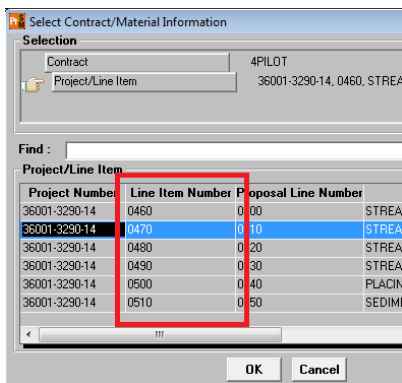 Select Contract/Material Information
Selection
Contract 4PILOT
Project/Line Item 36001-3290-14, 0460, STREA
Find :
Project/Line Item
Project Number Line Item Number Proposal Line Number
36001-3290-14 0460 STREA
36001-3290-14 0470 STREA
36001-3290-14 0480 STREA
36001-3290-14 0490 STREA
36001-3290-14 0500 PLACIN
36001-3290-14 0510 SEDIM
OK Cancel